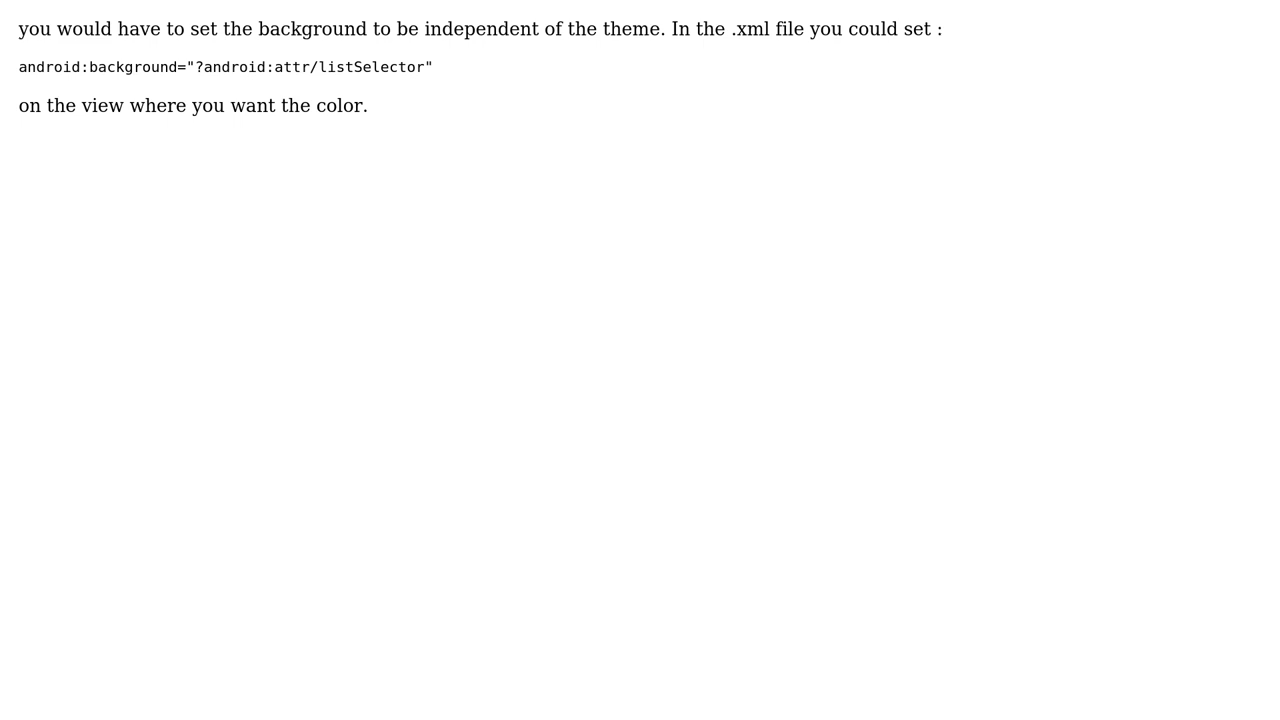 you would have to set the background to be independent of the theme. In the .xml file you could set :
android:background="?android:attr/listSelector"
on the view where you want the color.